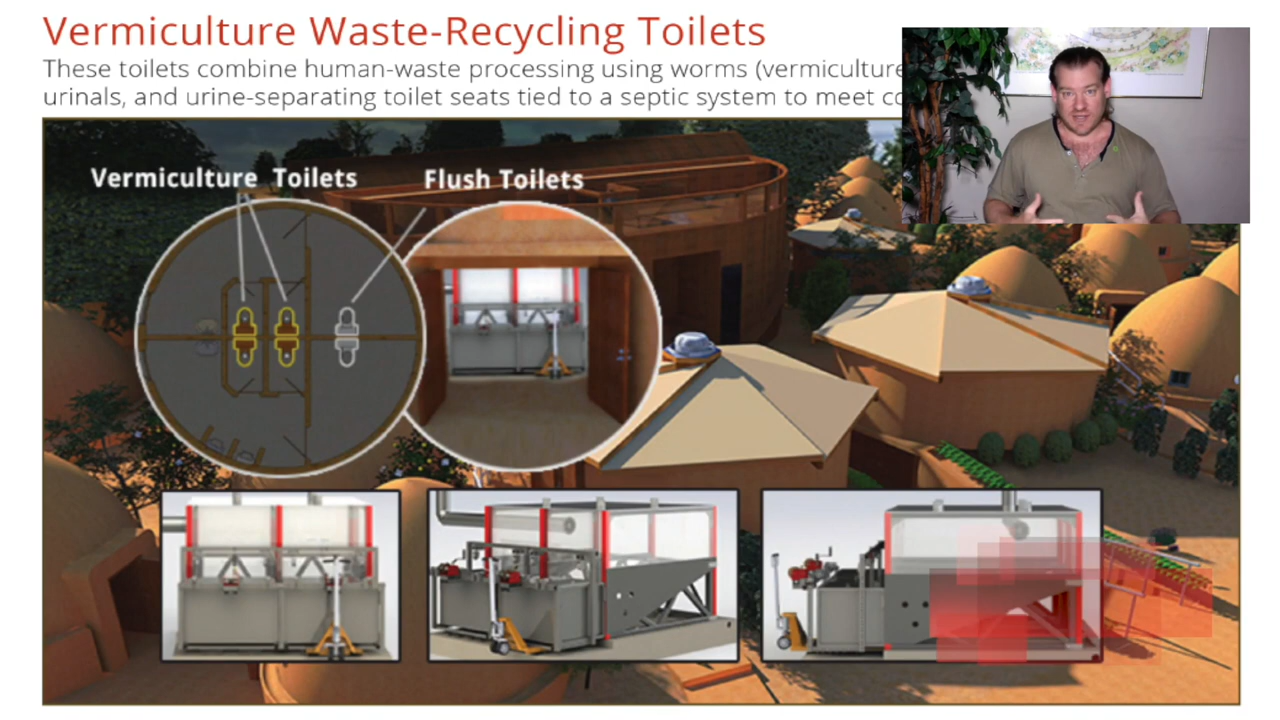 Vermiculture Waste-Recycling Toilets
These toilets combine human-waste processing using worms (vermiculture
urinals, and urine-separating toilet seats tied to a septic system to meet
Vermiculture Toilets
Flush Toilets